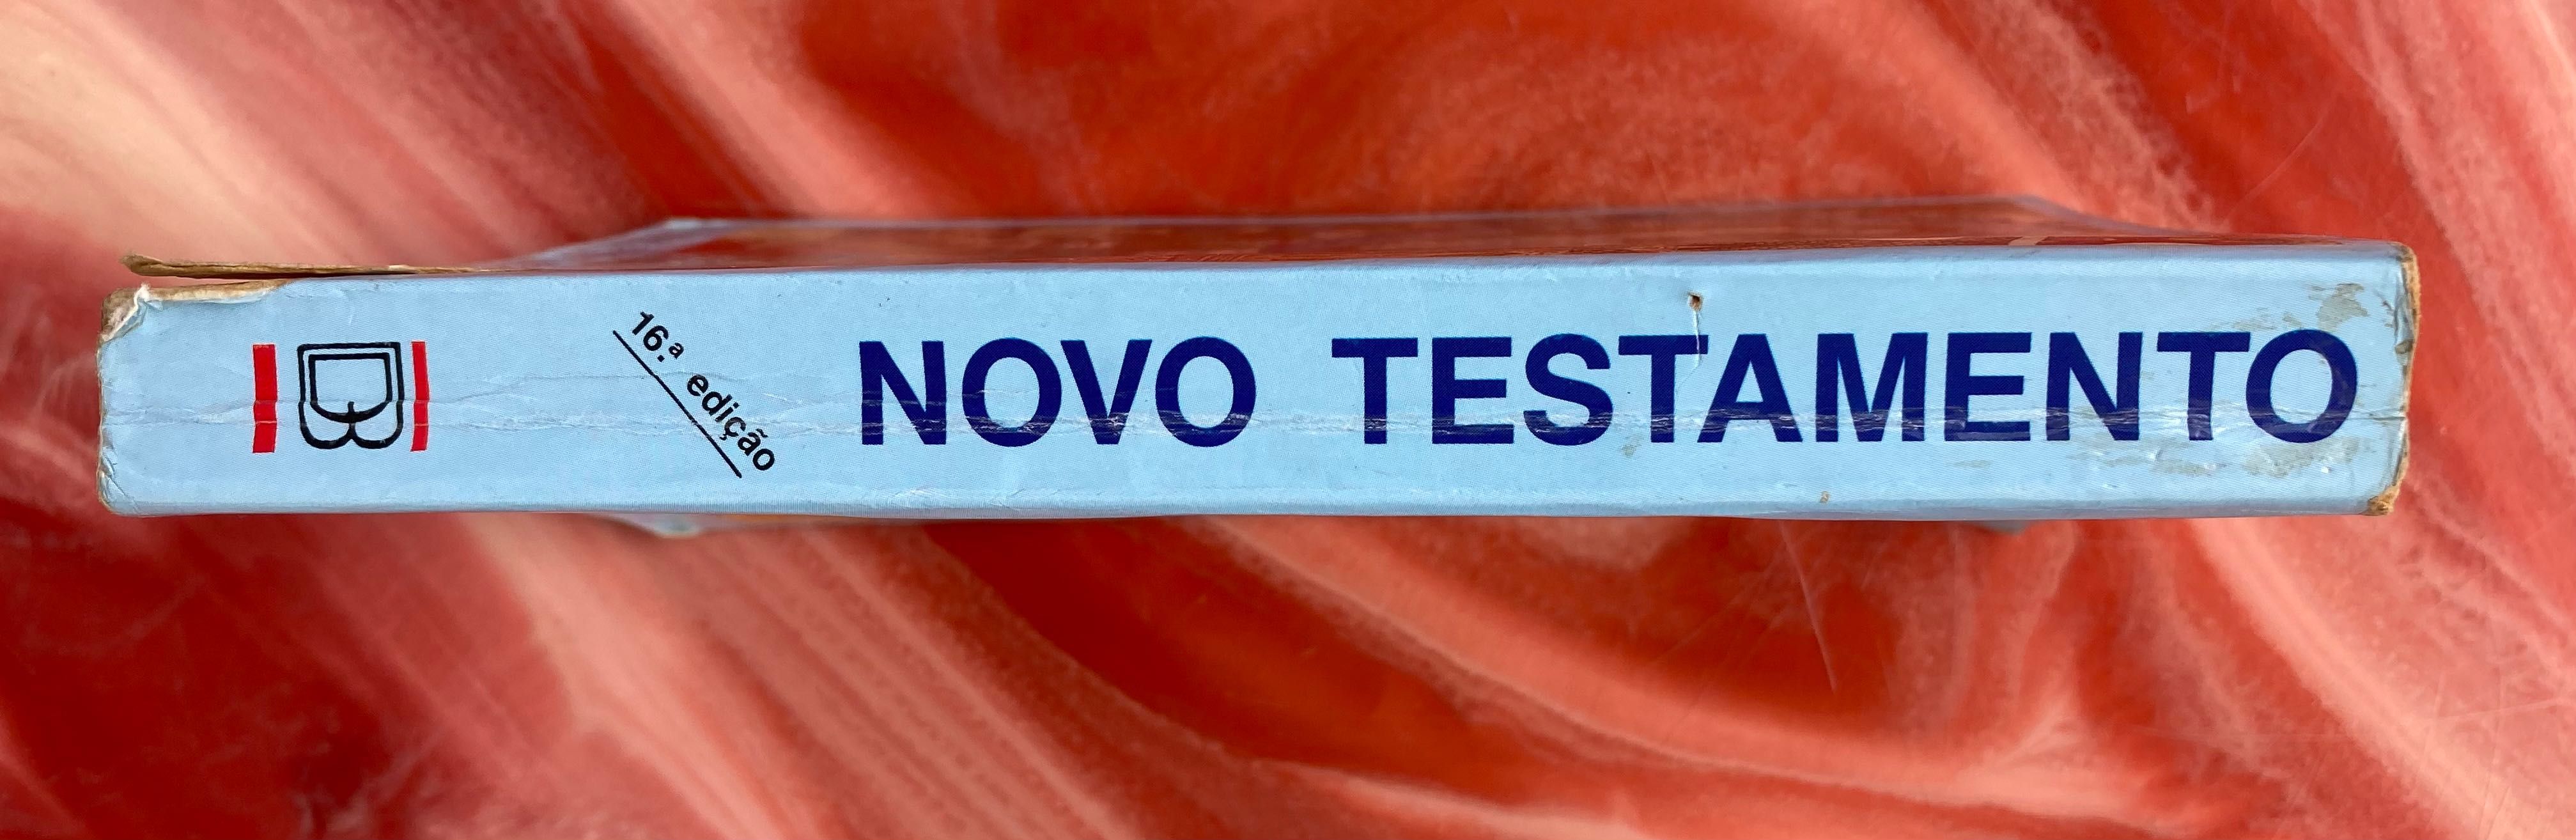 16.ª edição
NOVO TESTAMENTO